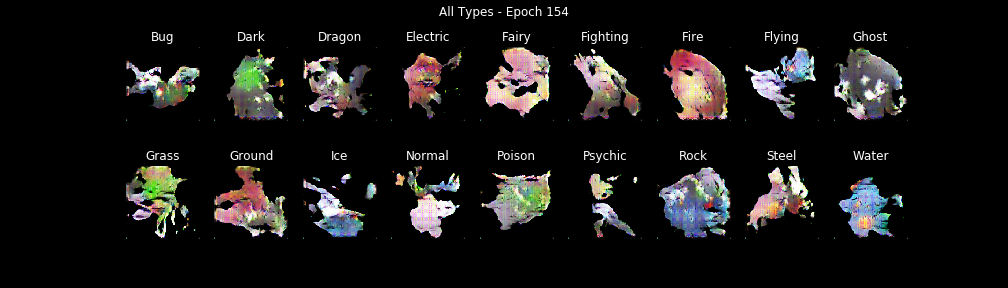 All Types - Epoch 154
Bug Dark Dragon Electric Fairy Fighting Fire Flying Ghost
Grass Ground Ice Normal Poison Psychic Rock Steel Water